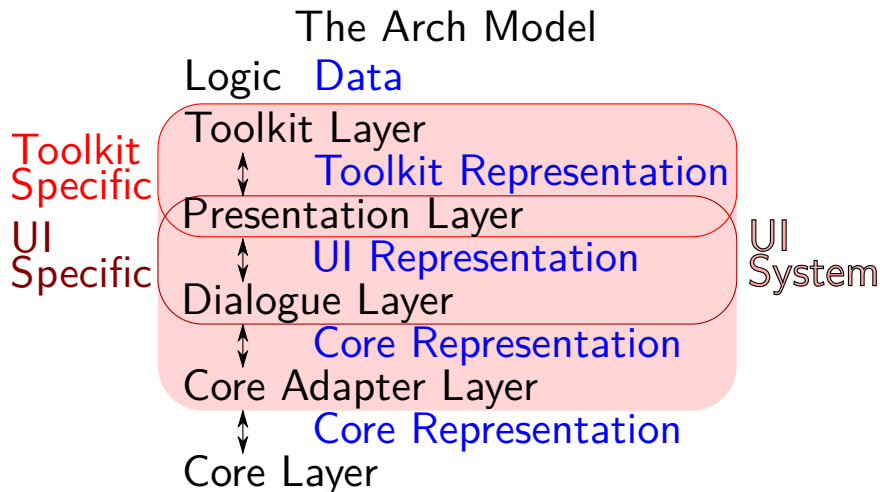 The Arch Model
Logic Data
Toolkit Layer
Toolkit
Specific
Toolkit Representation
Presentation Layer
UI
Specific
UI Representation
UI
System
Dialogue Layer
Core Representation
Core Adapter Layer
Core Representation
Core Layer